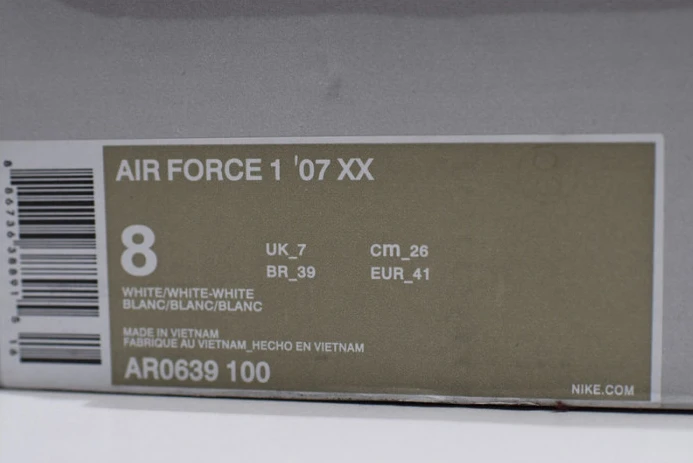 AIR FORCE 1 '07 XX
8
UK_7 cm_26
BR_39 EUR_41
WHITE/WHITE-WHITE
BLANC/BLANC/BLANC
MADE IN VIETNAM
FABRIQUE AU VIETNAM_HECHO EN VIETNAM
AR0639 100
NIKE.COM